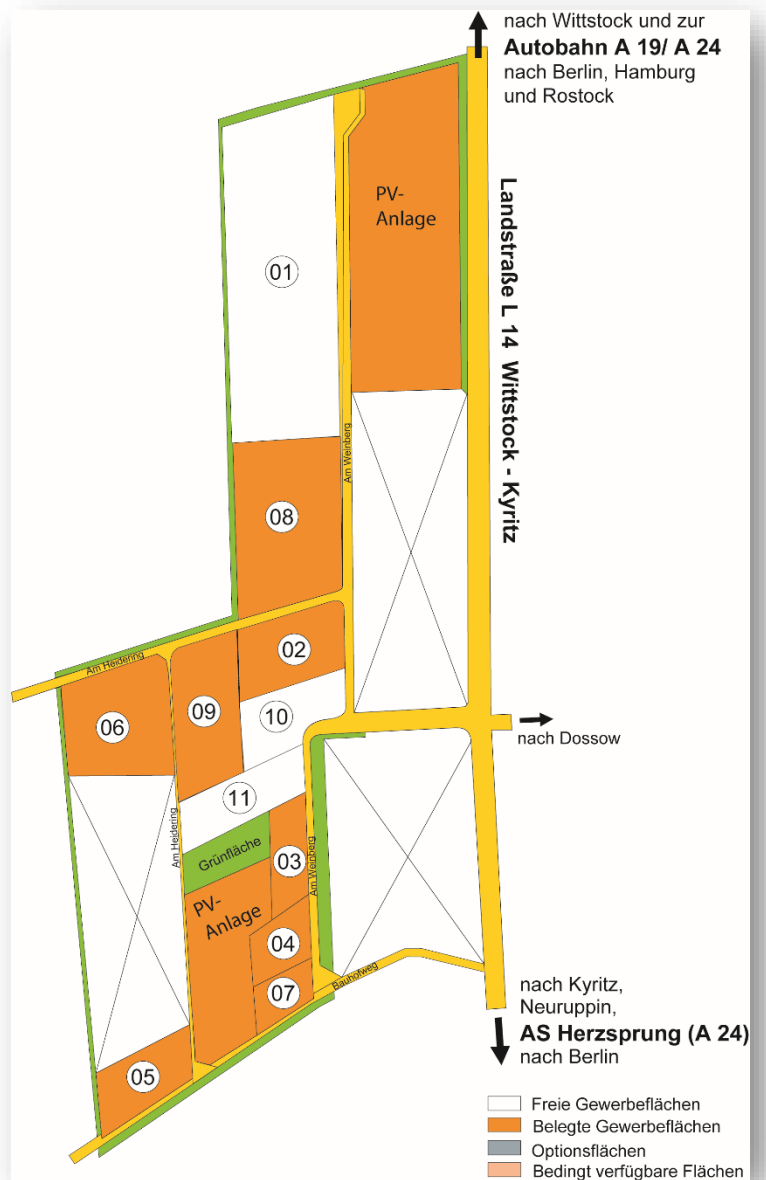 nach Wittstock und zur
Autobahn A 19/ A 24
nach Berlin, Hamburg
und Rostock
PV-
Anlage
Landstraße L 14 Wittstock - Kyritz
01
Am Weinberg
08
02
Am Heidering
09
06
10
nach Dossow
11
Am Heidering
Grünfläche
03
Am Weinberg
PV-
Anlage
04
Bauhofweg
07
nach Kyritz,
Neuruppin,
AS Herzsprung (A 24)
nach Berlin
05
Freie Gewerbeflächen
Belegte Gewerbeflächen
Optionsflächen
Bedingt verfügbare Flächen